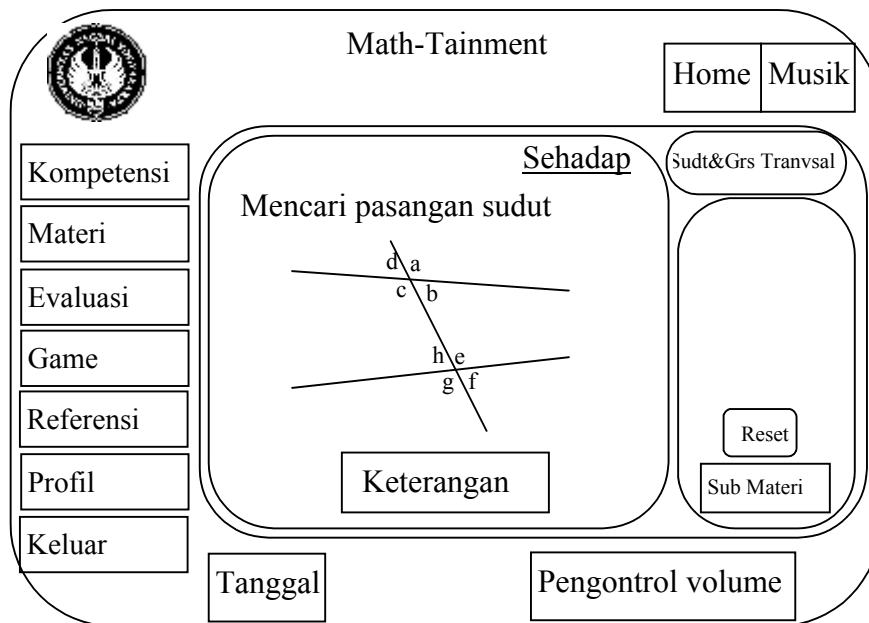 Math-Tainment
Home Musik
Kompetensi
Materi
Evaluasi
Game
Referensi
Profil
Keluar
Sehadap
Mencari pasangan sudut
d a
c b
h e
g f
Keterangan
Sudt&Grs Tranvsal
Reset
Sub Materi
Tanggal
Pengontrol volume